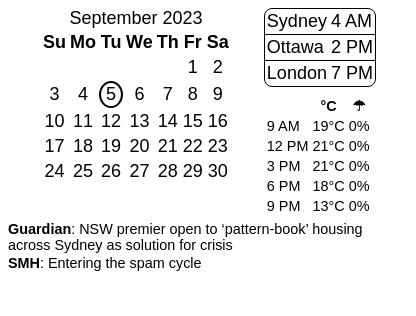 September 2023
Su Mo Tu We Th Fr Sa
1 2
3 4 5 6 7 8 9
10 11 12 13 14 15 16
17 18 19 20 21 22 23
24 25 26 27 28 29 30
Sydney 4 AM
Ottawa 2 PM
London 7 PM
°C ☂
9 AM 19°C 0%
12 PM 21°C 0%
3 PM 21°C 0%
6 PM 18°C 0%
9 PM 13°C 0%
Guardian: NSW premier open to ‘pattern-book’ housing
across Sydney as solution for crisis
SMH: Entering the spam cycle